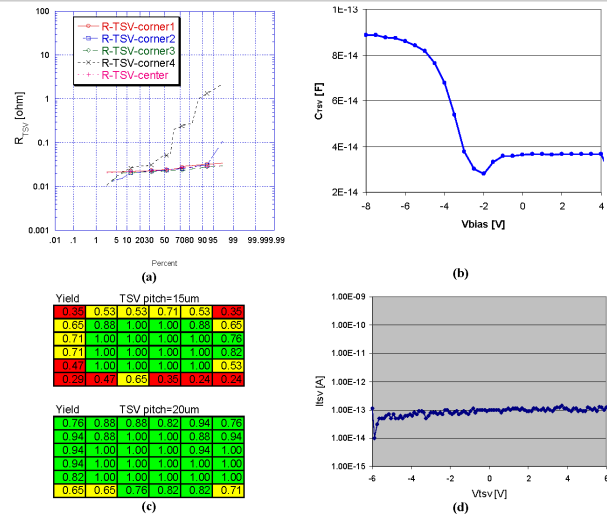 100
10
1
0.1
0.01
0.001
R_TSV [ohm]
R-TSV-corner1
R-TSV-corner2
R-TSV-corner3
R-TSV-corner4
R-TSV-center
.01 .1 1 5 10 2030 50 7080 9095 99 99.999.99
Percent
(a)
1E-13
8E-14
6E-14
4E-14
2E-14
CTSV [F]
-8 -6 -4 -2 0 2 4
Vbias [V]
(b)
Yield TSV pitch=15um
0.35 0.53 0.53 0.71 0.53 0.35
0.65 0.88 1.00 1.00 0.88 0.65
0.71 1.00 1.00 1.00 1.00 0.76
0.71 1.00 1.00 1.00 1.00 0.82
0.47 1.00 1.00 1.00 1.00 0.53
0.29 0.47 0.65 0.35 0.24 0.24
Yield TSV pitch=20um
0.76 0.88 0.88 0.82 0.94 0.76
0.94 1.00 1.00 1.00 0.88 0.94
0.94 1.00 1.00 1.00 1.00 1.00
0.94 1.00 1.00 1.00 1.00 1.00
0.82 1.00 1.00 1.00 1.00 1.00
0.65 0.65 0.76 0.82 0.82 0.71
(c)
1.00E-09
1.00E-10
1.00E-11
1.00E-12
1.00E-13
1.00E-14
1.00E-15
Itsv [A]
-6 -4 -2 0 2 4 6
Vtsv [V]
(d)